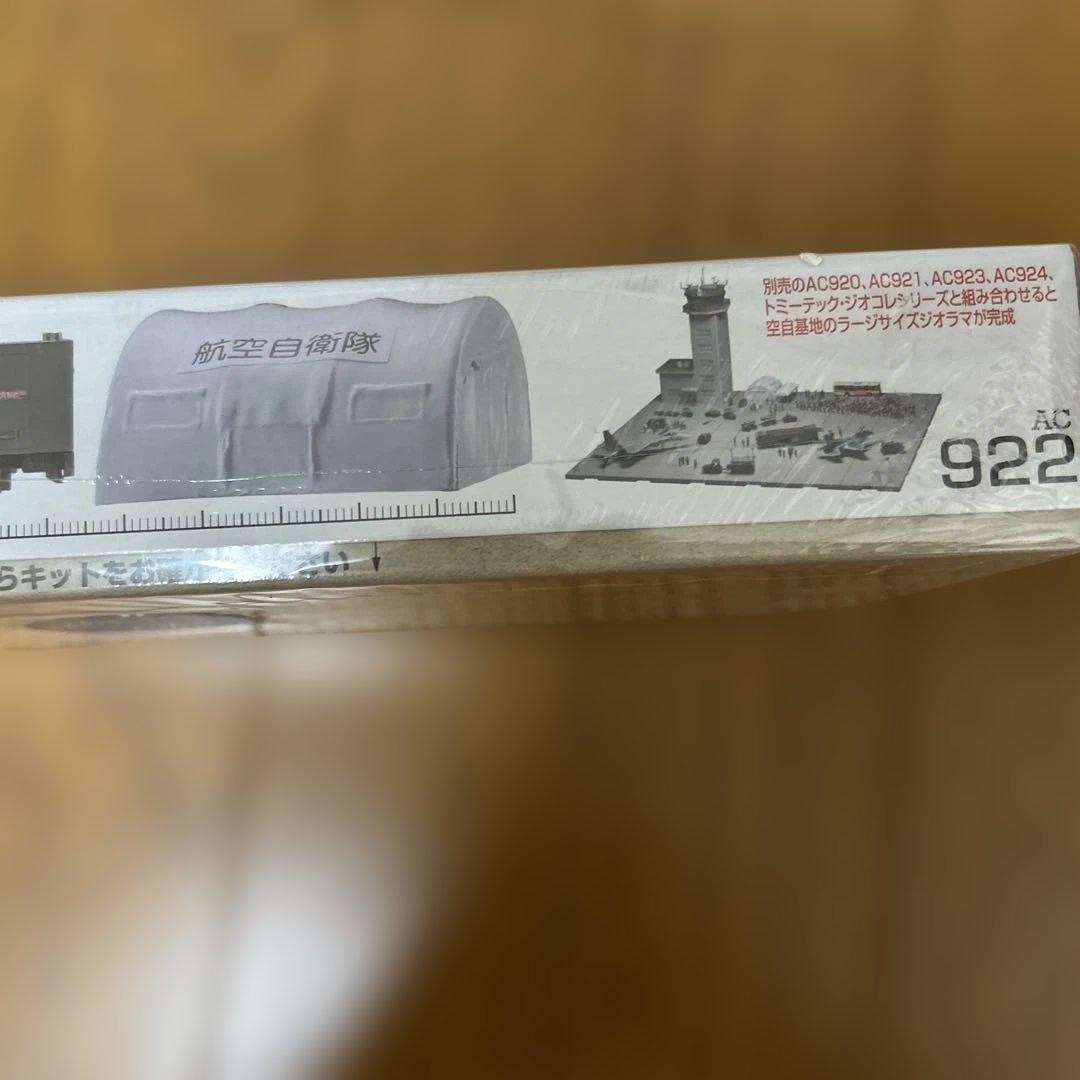 航空自衛隊
別売のAC920、AC921、AC923、AC924、
トミーテック・ジオコレシリーズと組み合わせると
空自基地のラージサイズジオラマが完成
AC
922
らキットをお
さい